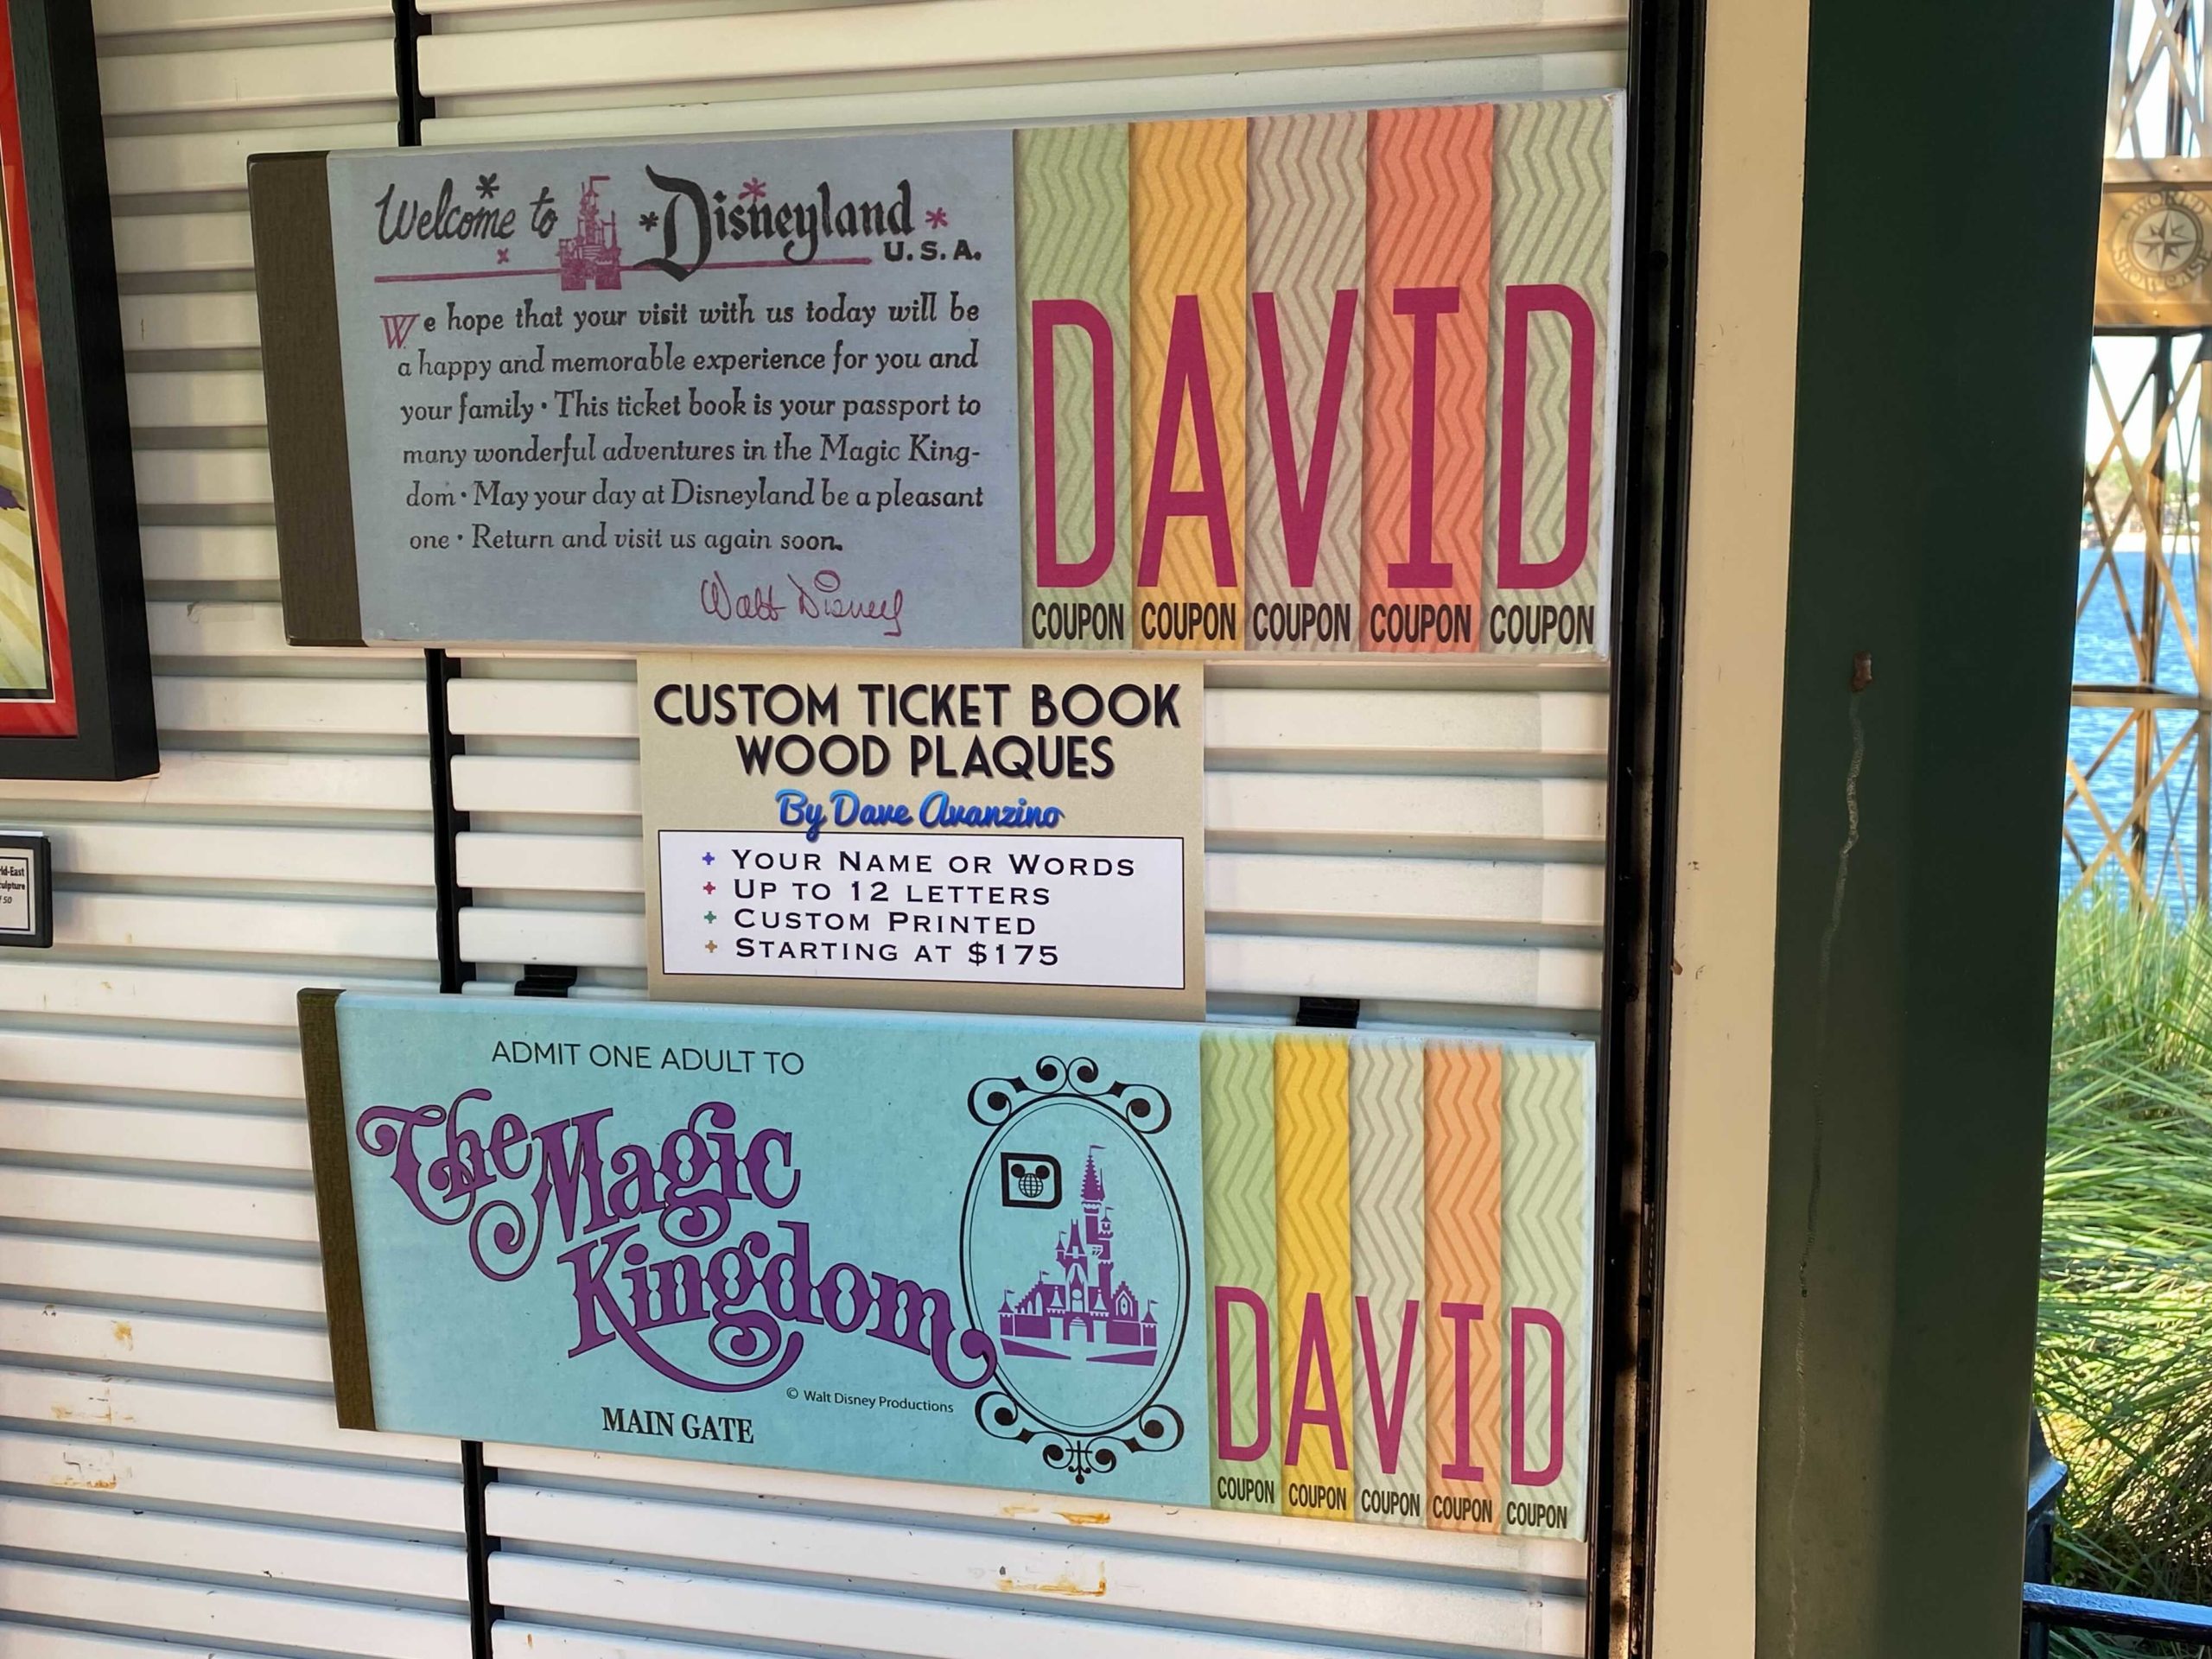 Welcome to Disneyland
U.S.A.
We hope that your visit with us today will be
a happy and memorable experience for you and
your family • This ticket book is your passport to
many wonderful adventures in the Magic King-
dom • May your day at Disneyland be a pleasant
one • Return and visit us again soon.
Walt Disney
DAVID
COUPON COUPON COUPON COUPON COUPON
CUSTOM TICKET BOOK
WOOD PLAQUES
By Dave Avanzino
YOUR NAME OR WORDS
UP TO 12 LETTERS
CUSTOM PRINTED
STARTING AT $175
ADMIT ONE ADULT TO
The Magic
Kingdom
© Walt Disney Productions
MAIN GATE
DAVID
COUPON COUPON COUPON COUPON COUPON
WORLD
SHOWCASE